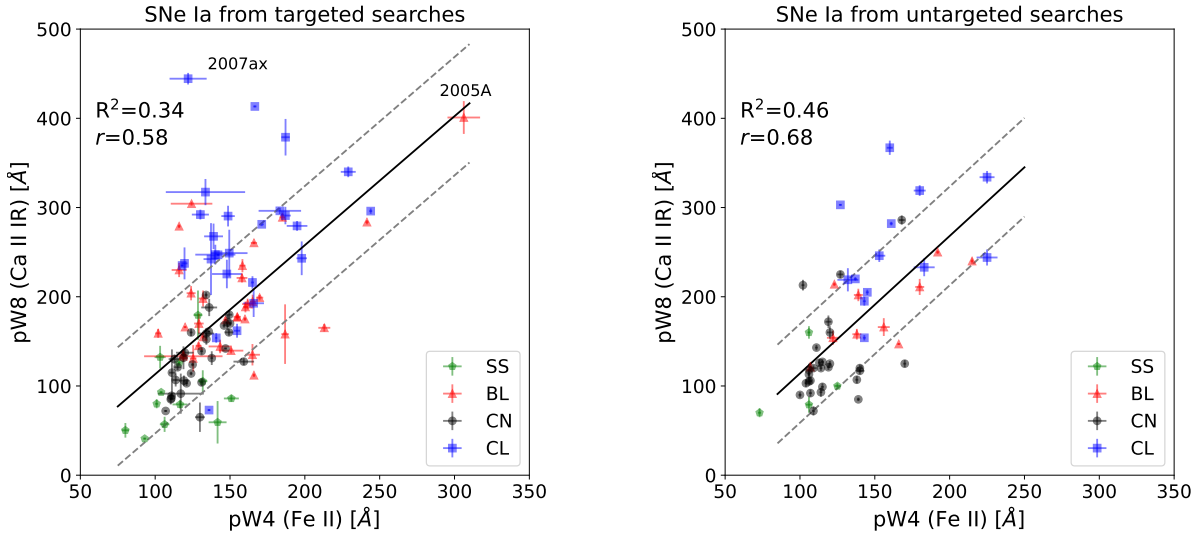 SNe Ia from targeted searches
500
400
300
200
100
0
pW8 (Ca II IR) [Å]
2007ax
2005A
R²=0.34
r=0.58
SS
BL
CN
CL
50 100 150 200 250 300 350
pW4 (Fe II) [Å]
SNe Ia from untargeted searches
500
400
300
200
100
0
pW8 (Ca II IR) [Å]
R²=0.46
r=0.68
SS
BL
CN
CL
50 100 150 200 250 300 350
pW4 (Fe II) [Å]